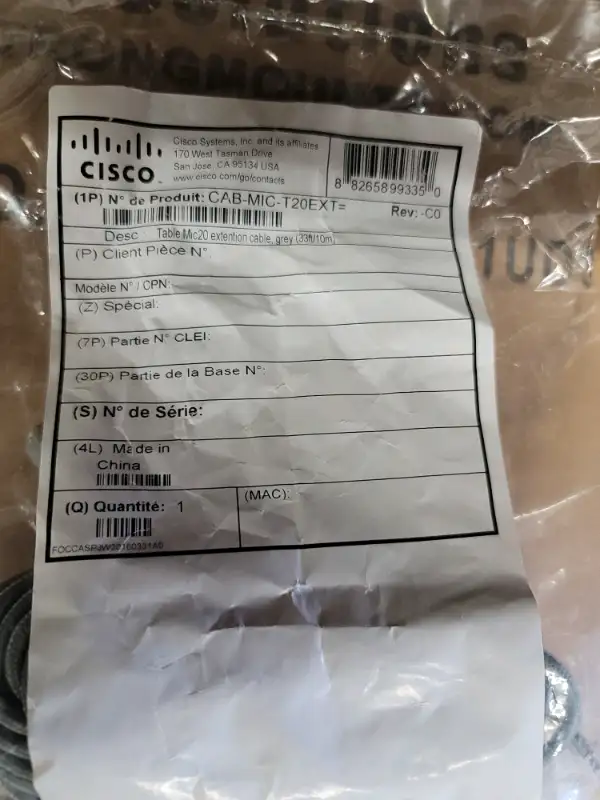 CISCO
Cisco Systems, Inc. and its affiliates
170 West Tasman Drive
San Jose, CA 95134 USA
www.cisco.com/go/contacts
8 82658 99335 0
(1P) N° de Produit: CAB-MIC-T20EXT=
Rev: -C0
Desc Table Mic20 extention cable, grey (33ft/10m)
(P) Client Pièce N°:
Modèle N° / CPN:
(Z) Spécial:
(7P) Partie N° CLEI:
(30P) Partie de la Base N°:
(S) N° de Série:
(4L) Made in
China
(Q) Quantité: 1
(MAC):